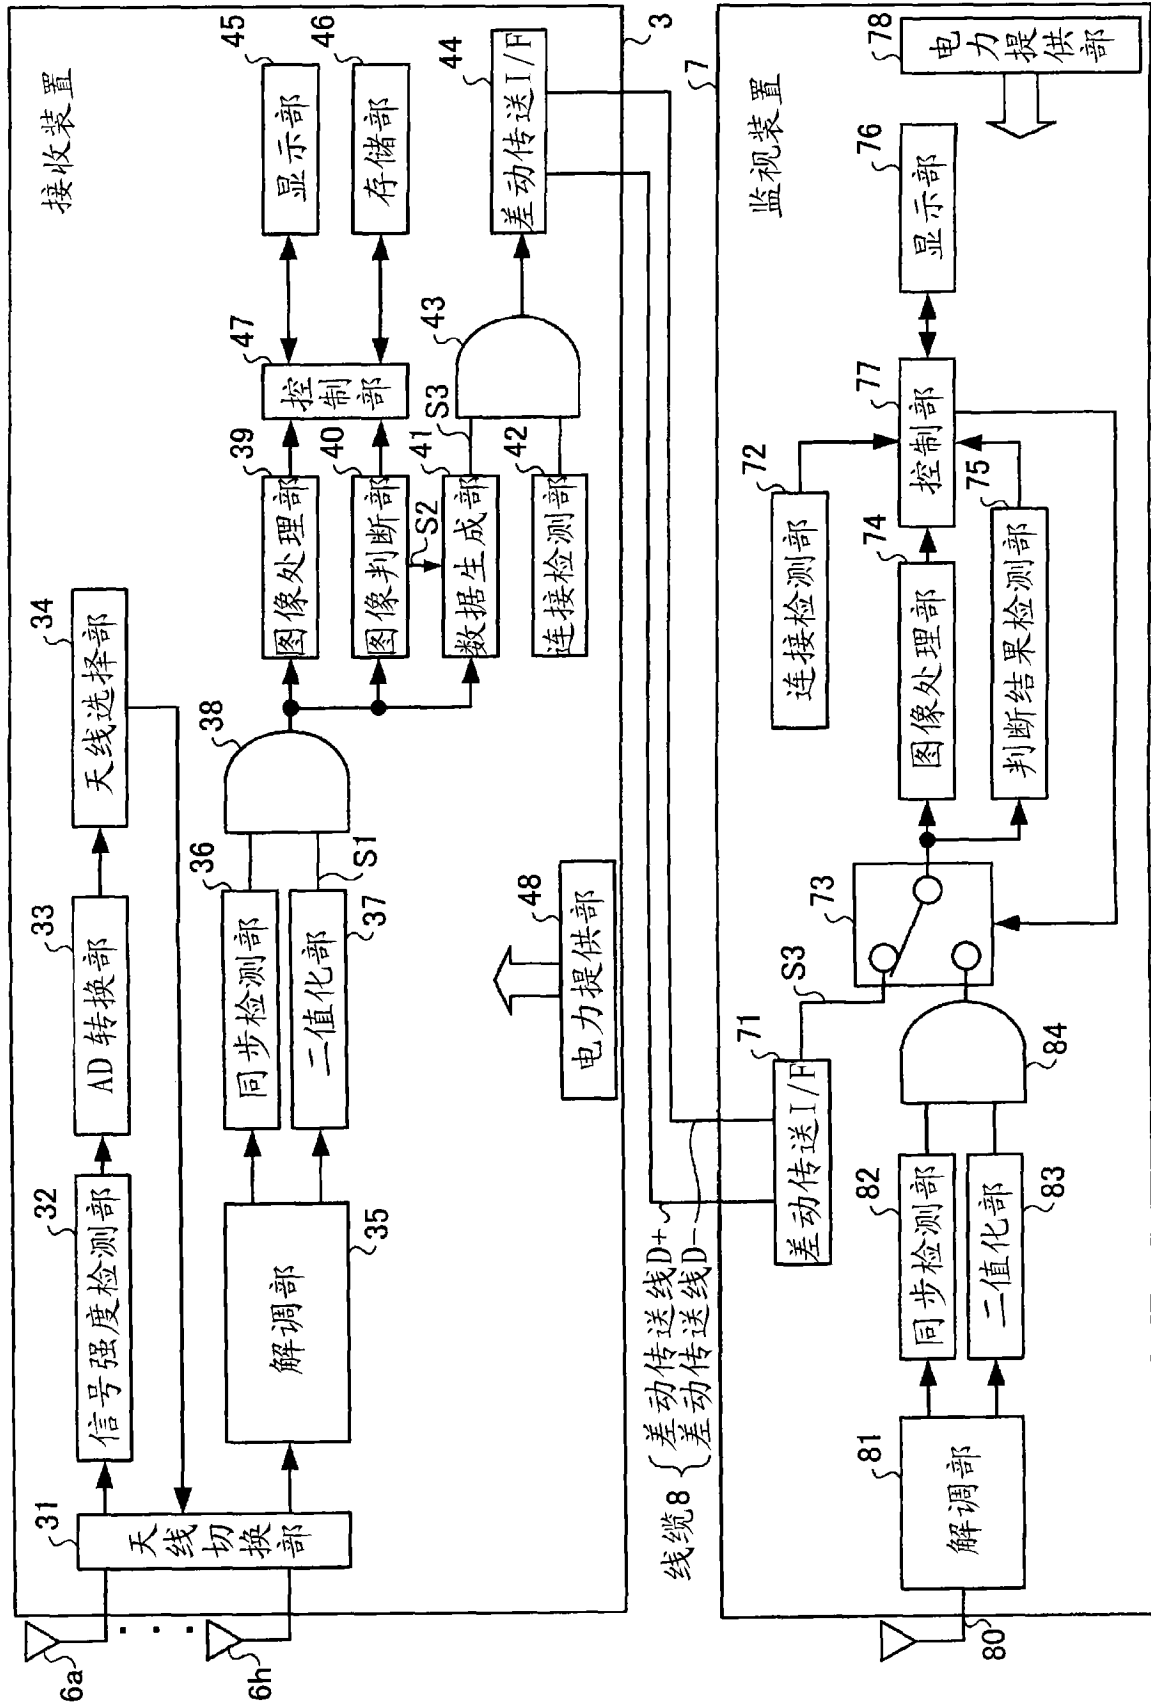 接收装置
3
6a
6h
31
天线切换部
32
信号强度检测部
33
AD转换部
34
天线选择部
35
解调部
36
同步检测部
37
二值化部
S1
38
39
图像处理部
40
图像判断部
S2
41
数据生成部
S3
42
连接检测部
43
44
差动传送I/F
45
显示部
46
存储部
47
控制部
48
电力提供部
线缆8
差动传送线D+
差动传送线D-
7
监视装置
71
差动传送I/F
S3
72
连接检测部
73
74
图像处理部
75
判断结果检测部
76
显示部
77
控制部
78
电力提供部
80
81
解调部
82
同步检测部
83
二值化部
84